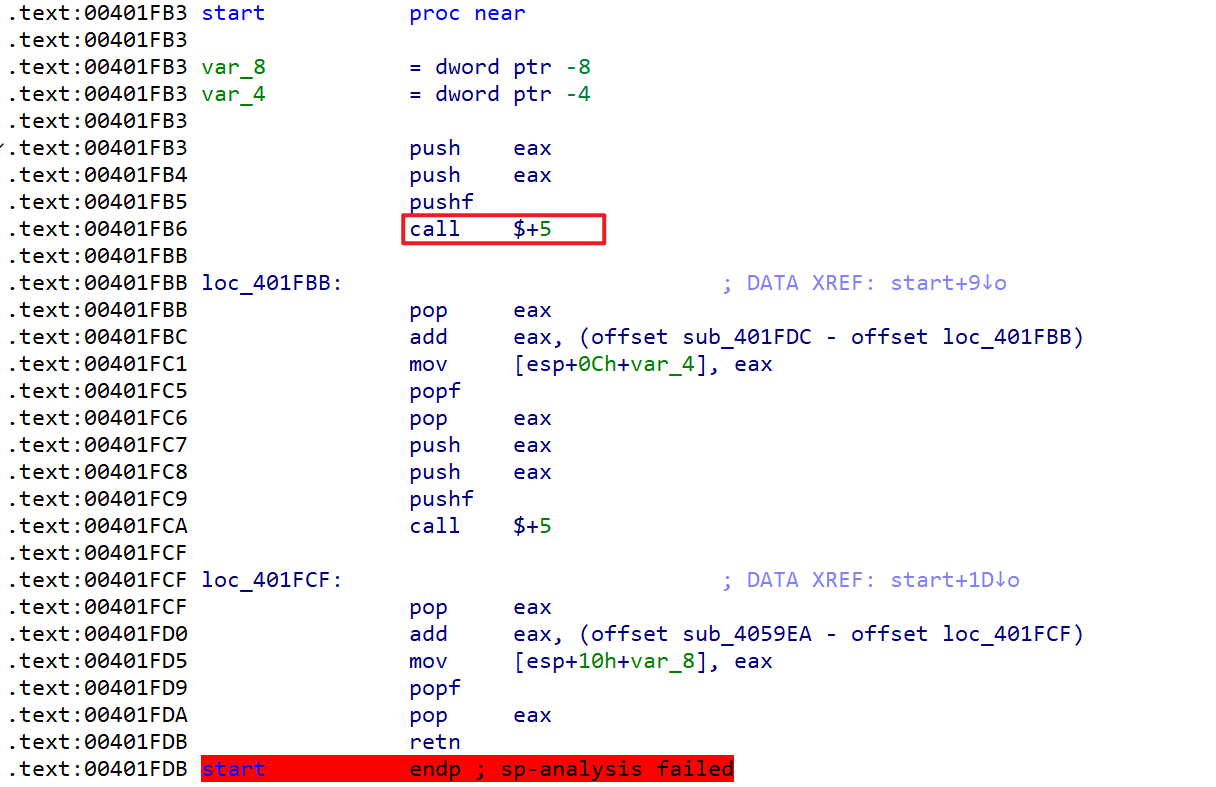 .text:00401FB3 start proc near
.text:00401FB3
.text:00401FB3 var_8 = dword ptr -8
.text:00401FB3 var_4 = dword ptr -4
.text:00401FB3
.text:00401FB3 push eax
.text:00401FB4 push eax
.text:00401FB5 pushf
.text:00401FB6 call $+5
.text:00401FBB
.text:00401FBB loc_401FBB: ; DATA XREF: start+9↓o
.text:00401FBB pop eax
.text:00401FBC add eax, (offset sub_401FDC - offset loc_401FBB)
.text:00401FC1 mov [esp+0Ch+var_4], eax
.text:00401FC5 popf
.text:00401FC6 pop eax
.text:00401FC7 push eax
.text:00401FC8 push eax
.text:00401FC9 pushf
.text:00401FCA call $+5
.text:00401FCF
.text:00401FCF loc_401FCF: ; DATA XREF: start+1D↓o
.text:00401FCF pop eax
.text:00401FD0 add eax, (offset sub_4059EA - offset loc_401FCF)
.text:00401FD5 mov [esp+10h+var_8], eax
.text:00401FD9 popf
.text:00401FDA pop eax
.text:00401FDB retn
.text:00401FDB start endp ; sp-analysis failed